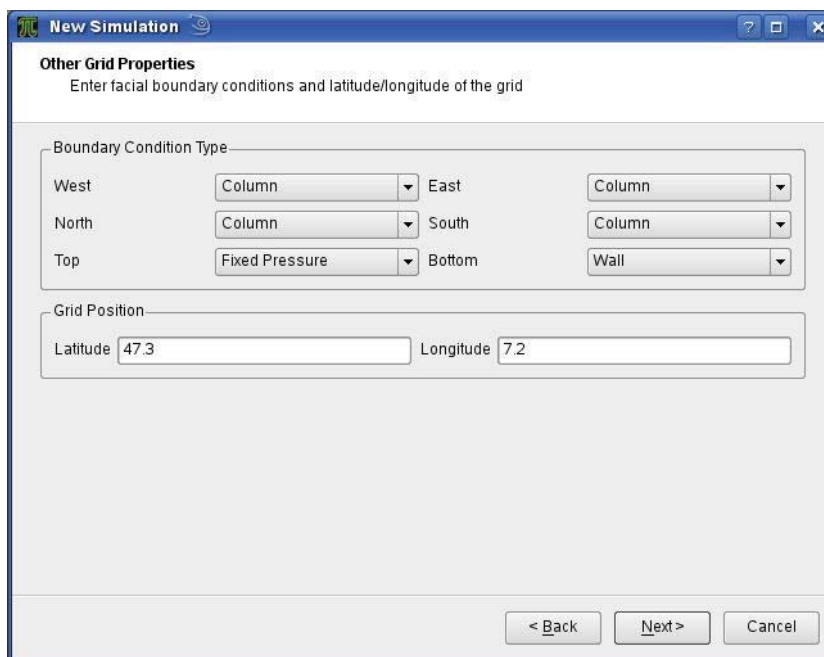 New Simulation
Other Grid Properties
Enter facial boundary conditions and latitude/longitude of the grid
Boundary Condition Type
West Column East Column
North Column South Column
Top Fixed Pressure Bottom Wall
Grid Position
Latitude 47.3 Longitude 7.2
< Back Next > Cancel